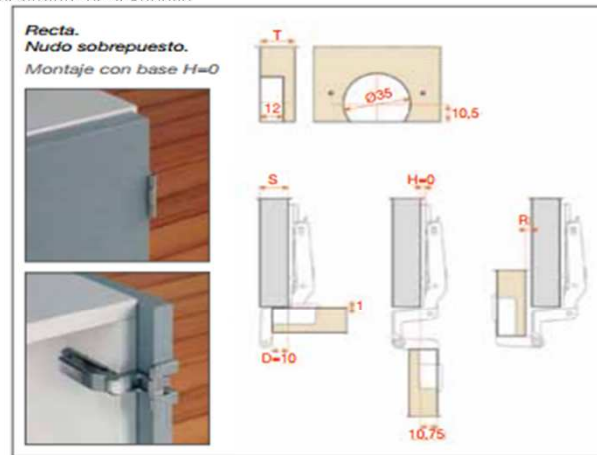 Recta.
Nudo sobrepuesto.
Montaje con base H=0
T
12
Ø35
10,5
S
H=0
R
1
D=10
10,75